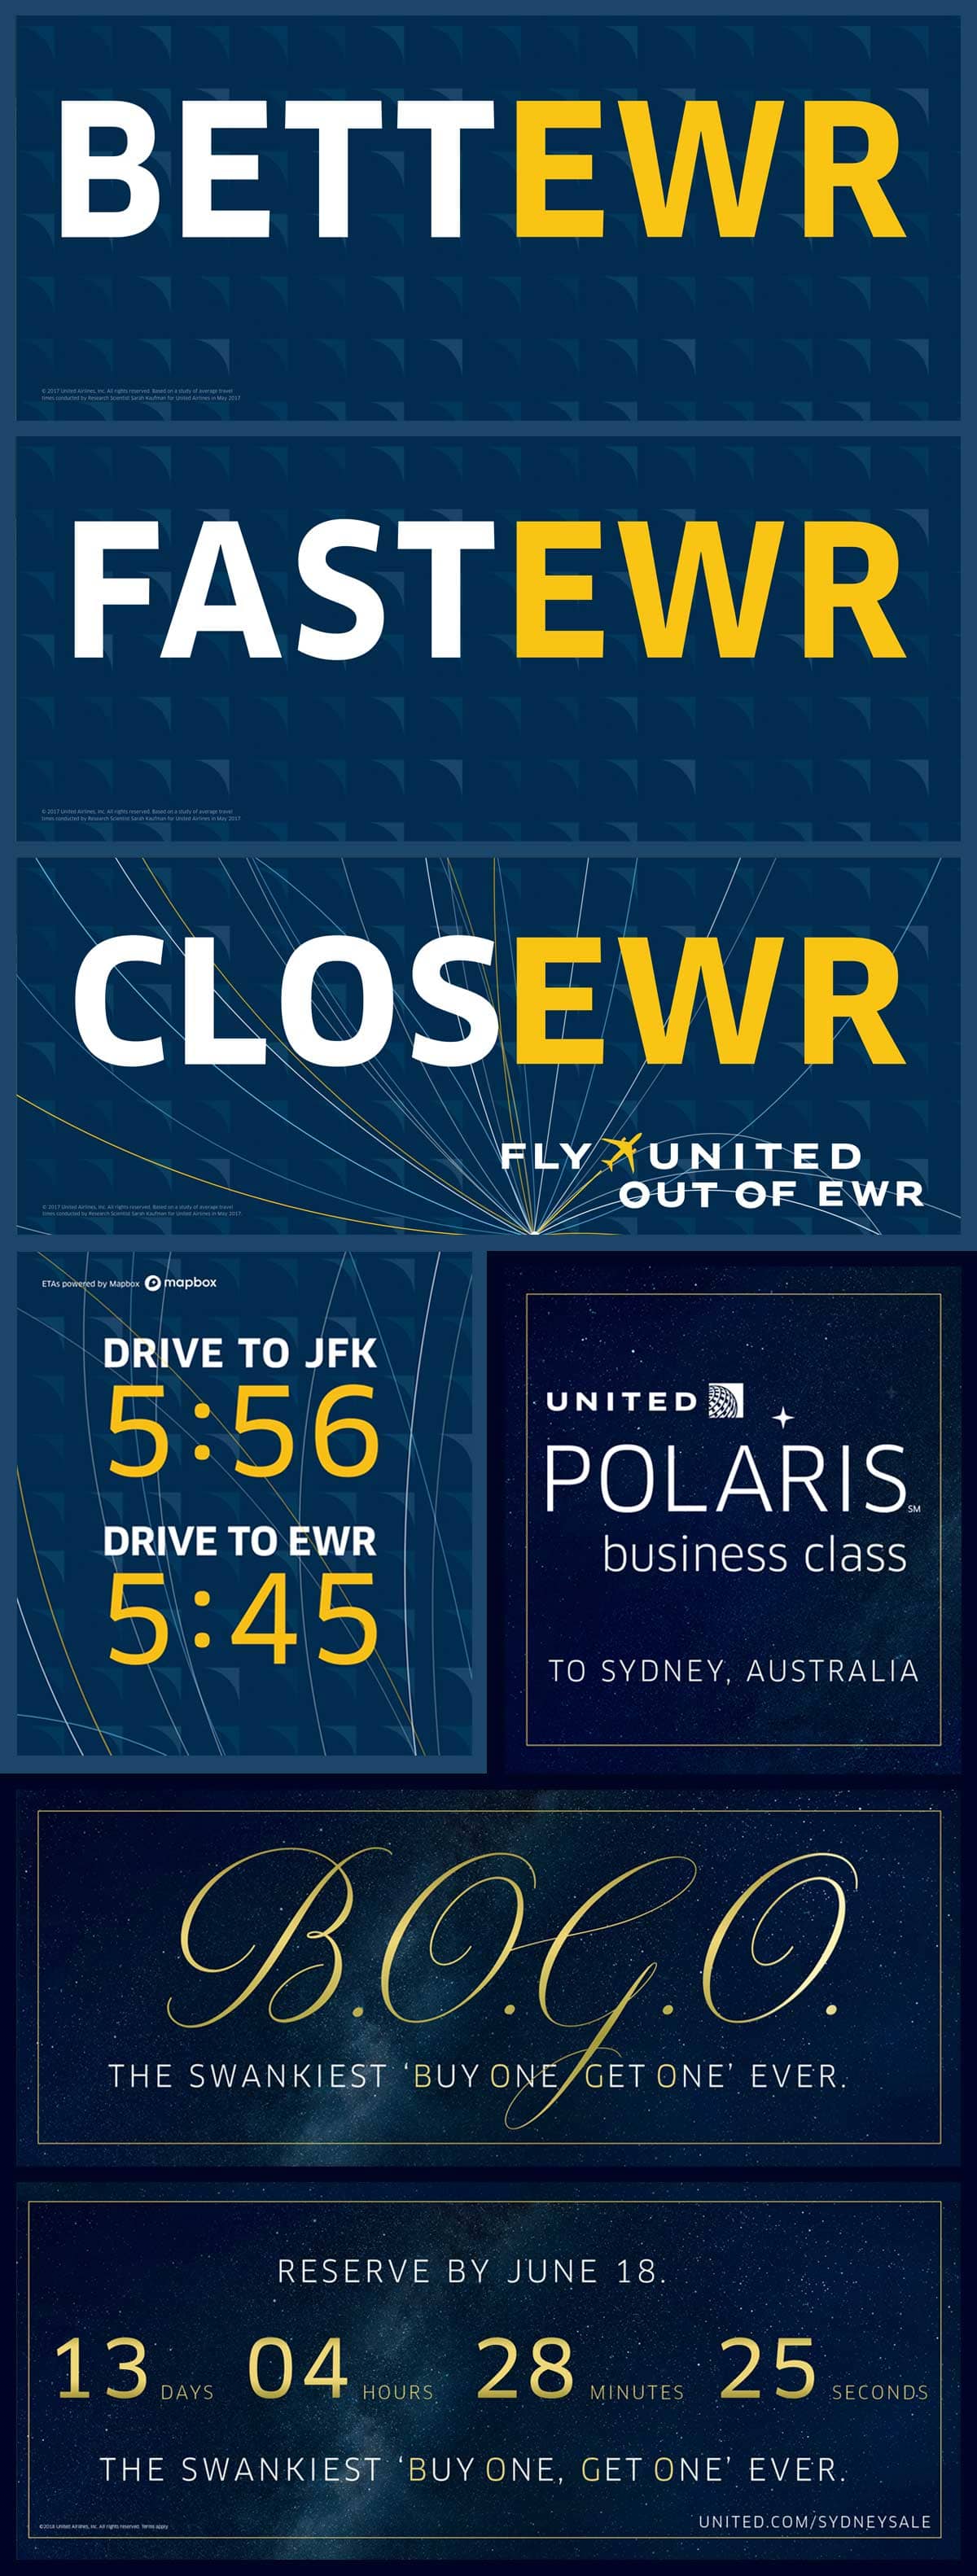 BETTEWR
© 2017 United Airlines, Inc. All rights reserved. Based on a study of average travel
times conducted by Research Scientist Sarah Kaufman for United Airlines in May 2017
FASTEWR
© 2017 United Airlines, Inc. All rights reserved. Based on a study of average travel
times conducted by Research Scientist Sarah Kaufman for United Airlines in May 2017
CLOSEWR
FLY UNITED
OUT OF EWR
© 2017 United Airlines, Inc. All rights reserved. Based on a study of average travel
times conducted by Research Scientist Sarah Kaufman for United Airlines in May 2017.
ETAs powered by Mapbox mapbox
DRIVE TO JFK
5:56
DRIVE TO EWR
5:45
UNITED
POLARIS SM
business class
TO SYDNEY, AUSTRALIA
B.O.G.O.
THE SWANKIEST ‘BUY ONE GET ONE’ EVER.
RESERVE BY JUNE 18.
13 DAYS 04 HOURS 28 MINUTES 25 SECONDS
THE SWANKIEST ‘BUY ONE, GET ONE’ EVER.
UNITED.COM/SYDNEYSALE
©2018 United Airlines, Inc. All rights reserved. Terms apply